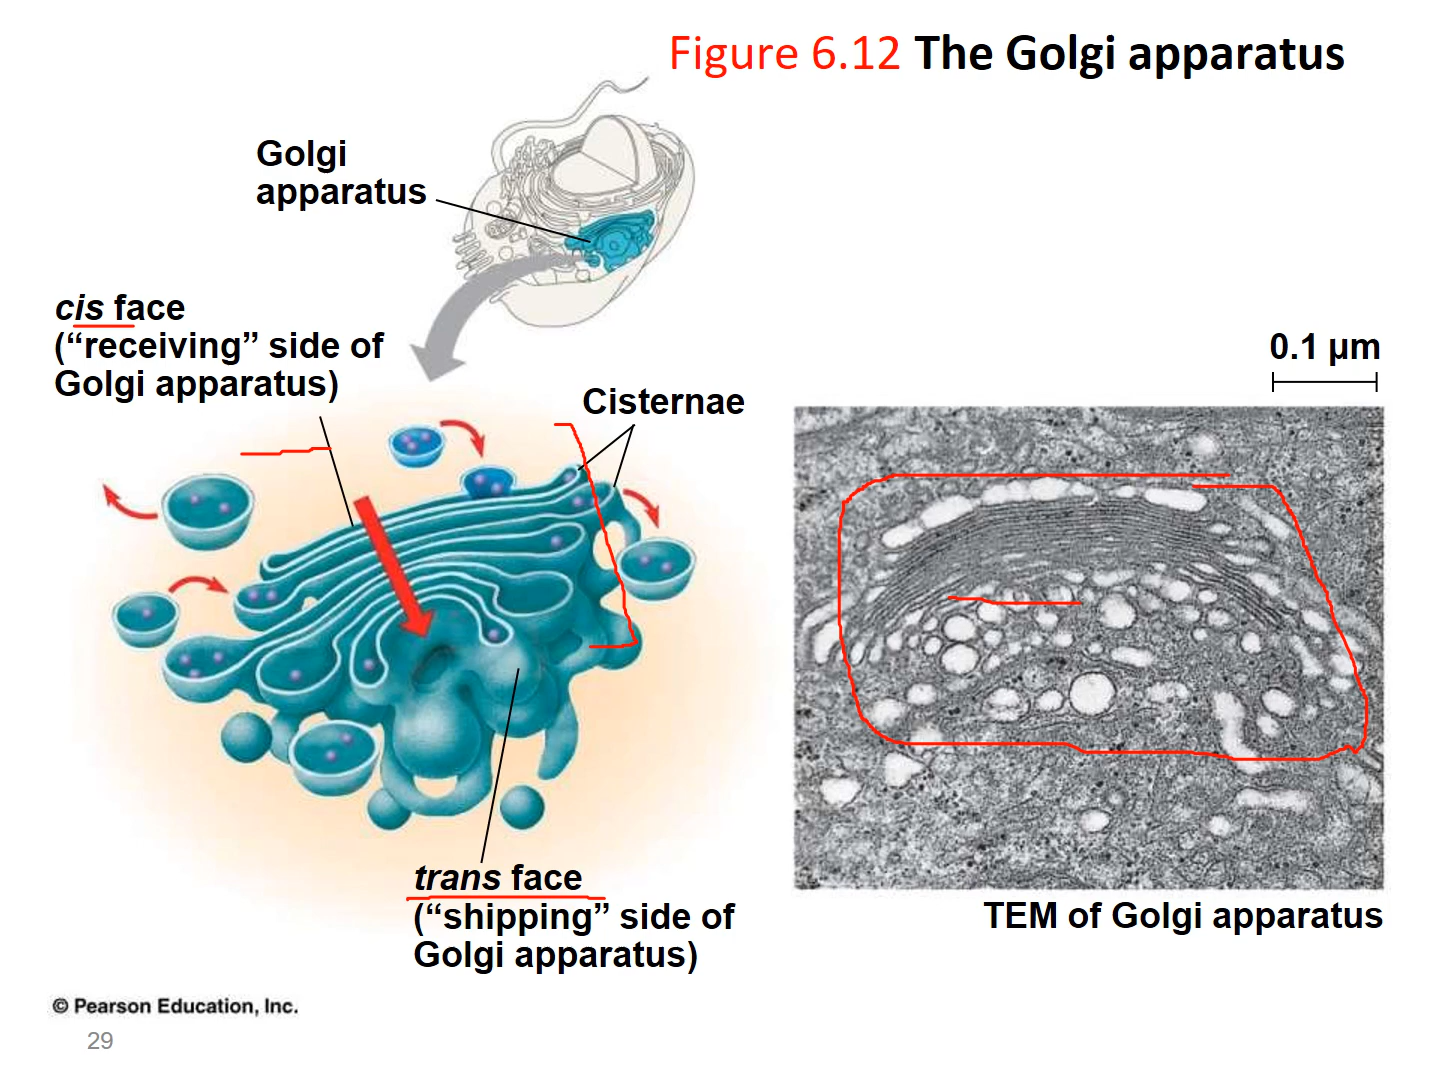 Figure 6.12 The Golgi apparatus
Golgi
apparatus
cis face
(“receiving” side of
Golgi apparatus)
Cisternae
0.1 µm
trans face
(“shipping” side of
Golgi apparatus)
TEM of Golgi apparatus
© Pearson Education, Inc.
29